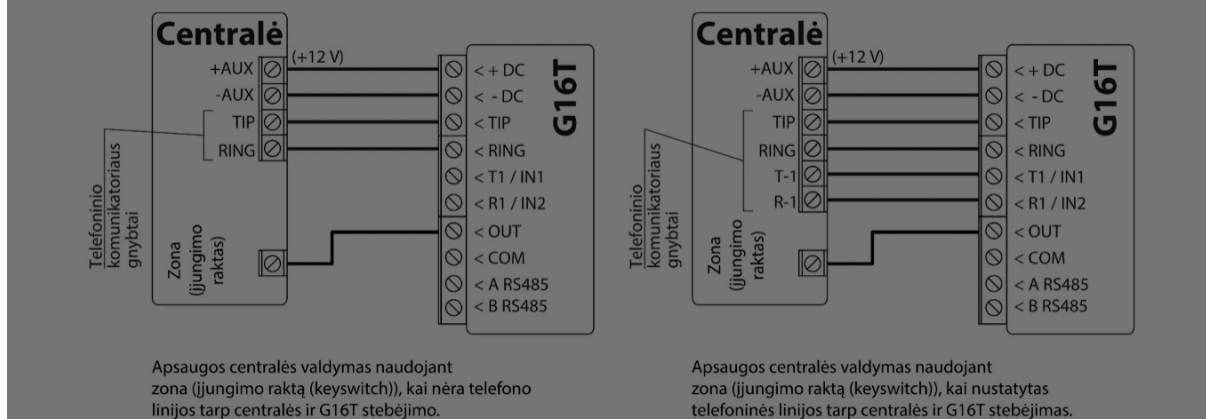 Centralė
(+12 V)
+AUX
-AUX
TIP
RING
Telefoninio
komunikatoriaus
gnybtai
Zona
(įjungimo
raktas)
G16T
< + DC
< - DC
< TIP
< RING
< T1 / IN1
< R1 / IN2
< OUT
< COM
< A RS485
< B RS485
Apsaugos centralės valdymas naudojant
zona (įjungimo raktą (keyswitch)), kai nėra telefono
linijos tarp centralės ir G16T stebėjimo.
Centralė
(+12 V)
+AUX
-AUX
TIP
RING
T-1
R-1
Telefoninio
komunikatoriaus
gnybtai
Zona
(įjungimo
raktas)
G16T
< + DC
< - DC
< TIP
< RING
< T1 / IN1
< R1 / IN2
< OUT
< COM
< A RS485
< B RS485
Apsaugos centralės valdymas naudojant
zona (įjungimo raktą (keyswitch)), kai nustatytas
telefoninės linijos tarp centralės ir G16T stebėjimas.